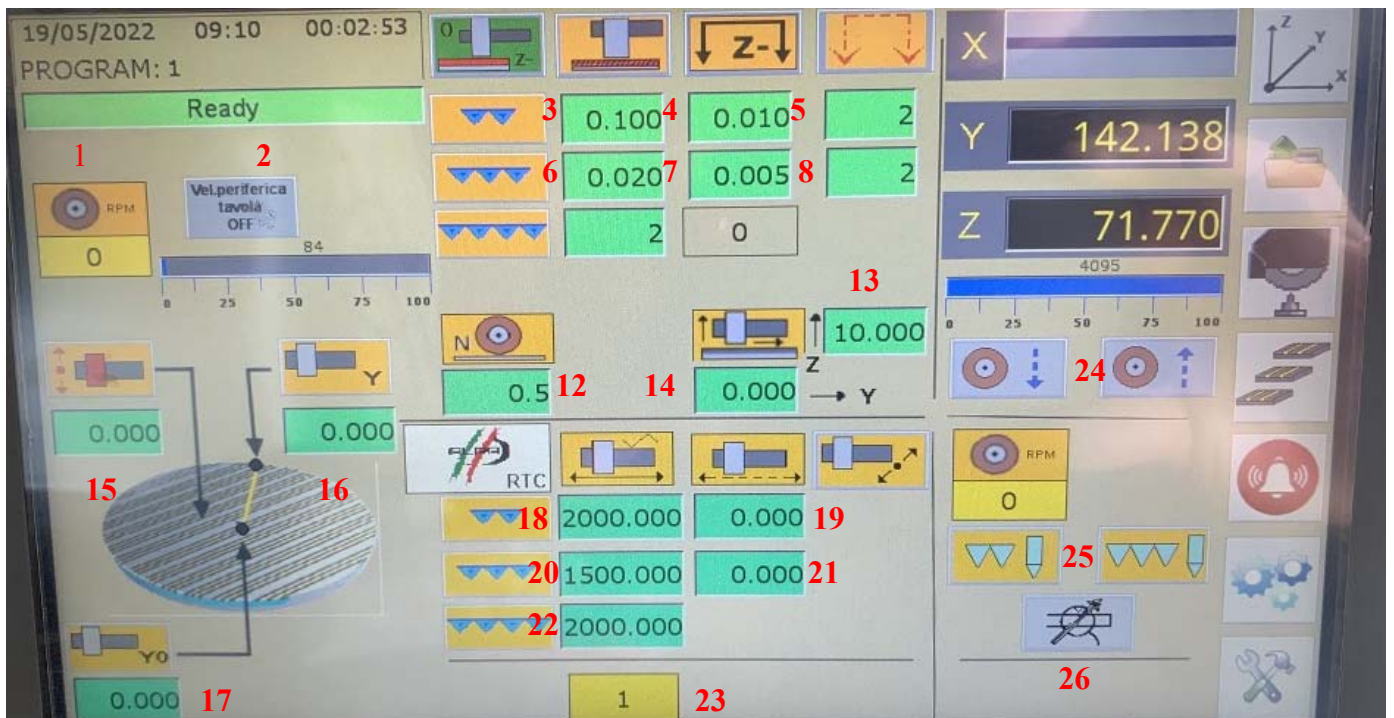 19/05/2022 09:10 00:02:53
PROGRAM: 1
Ready
1 2
RPM
0
Vel.periferica
tavola
OFF
84
0 25 50 75 100
O Z-
Z-
3 0.100 4 0.010 5 2
6 0.020 7 0.005 8 2
2 0
N
0.5 12
13
10.000
Z
14 0.000 Y
X
Y 142.138
Z 71.770
4095
0 25 50 75 100
24
Z Y X
0.000
15
Y
0.000
16
Y0
0.000 17
ALPA
RTC
18 2000.000 0.000 19
20 1500.000 0.000 21
22 2000.000
1 23
RPM
0
25
26